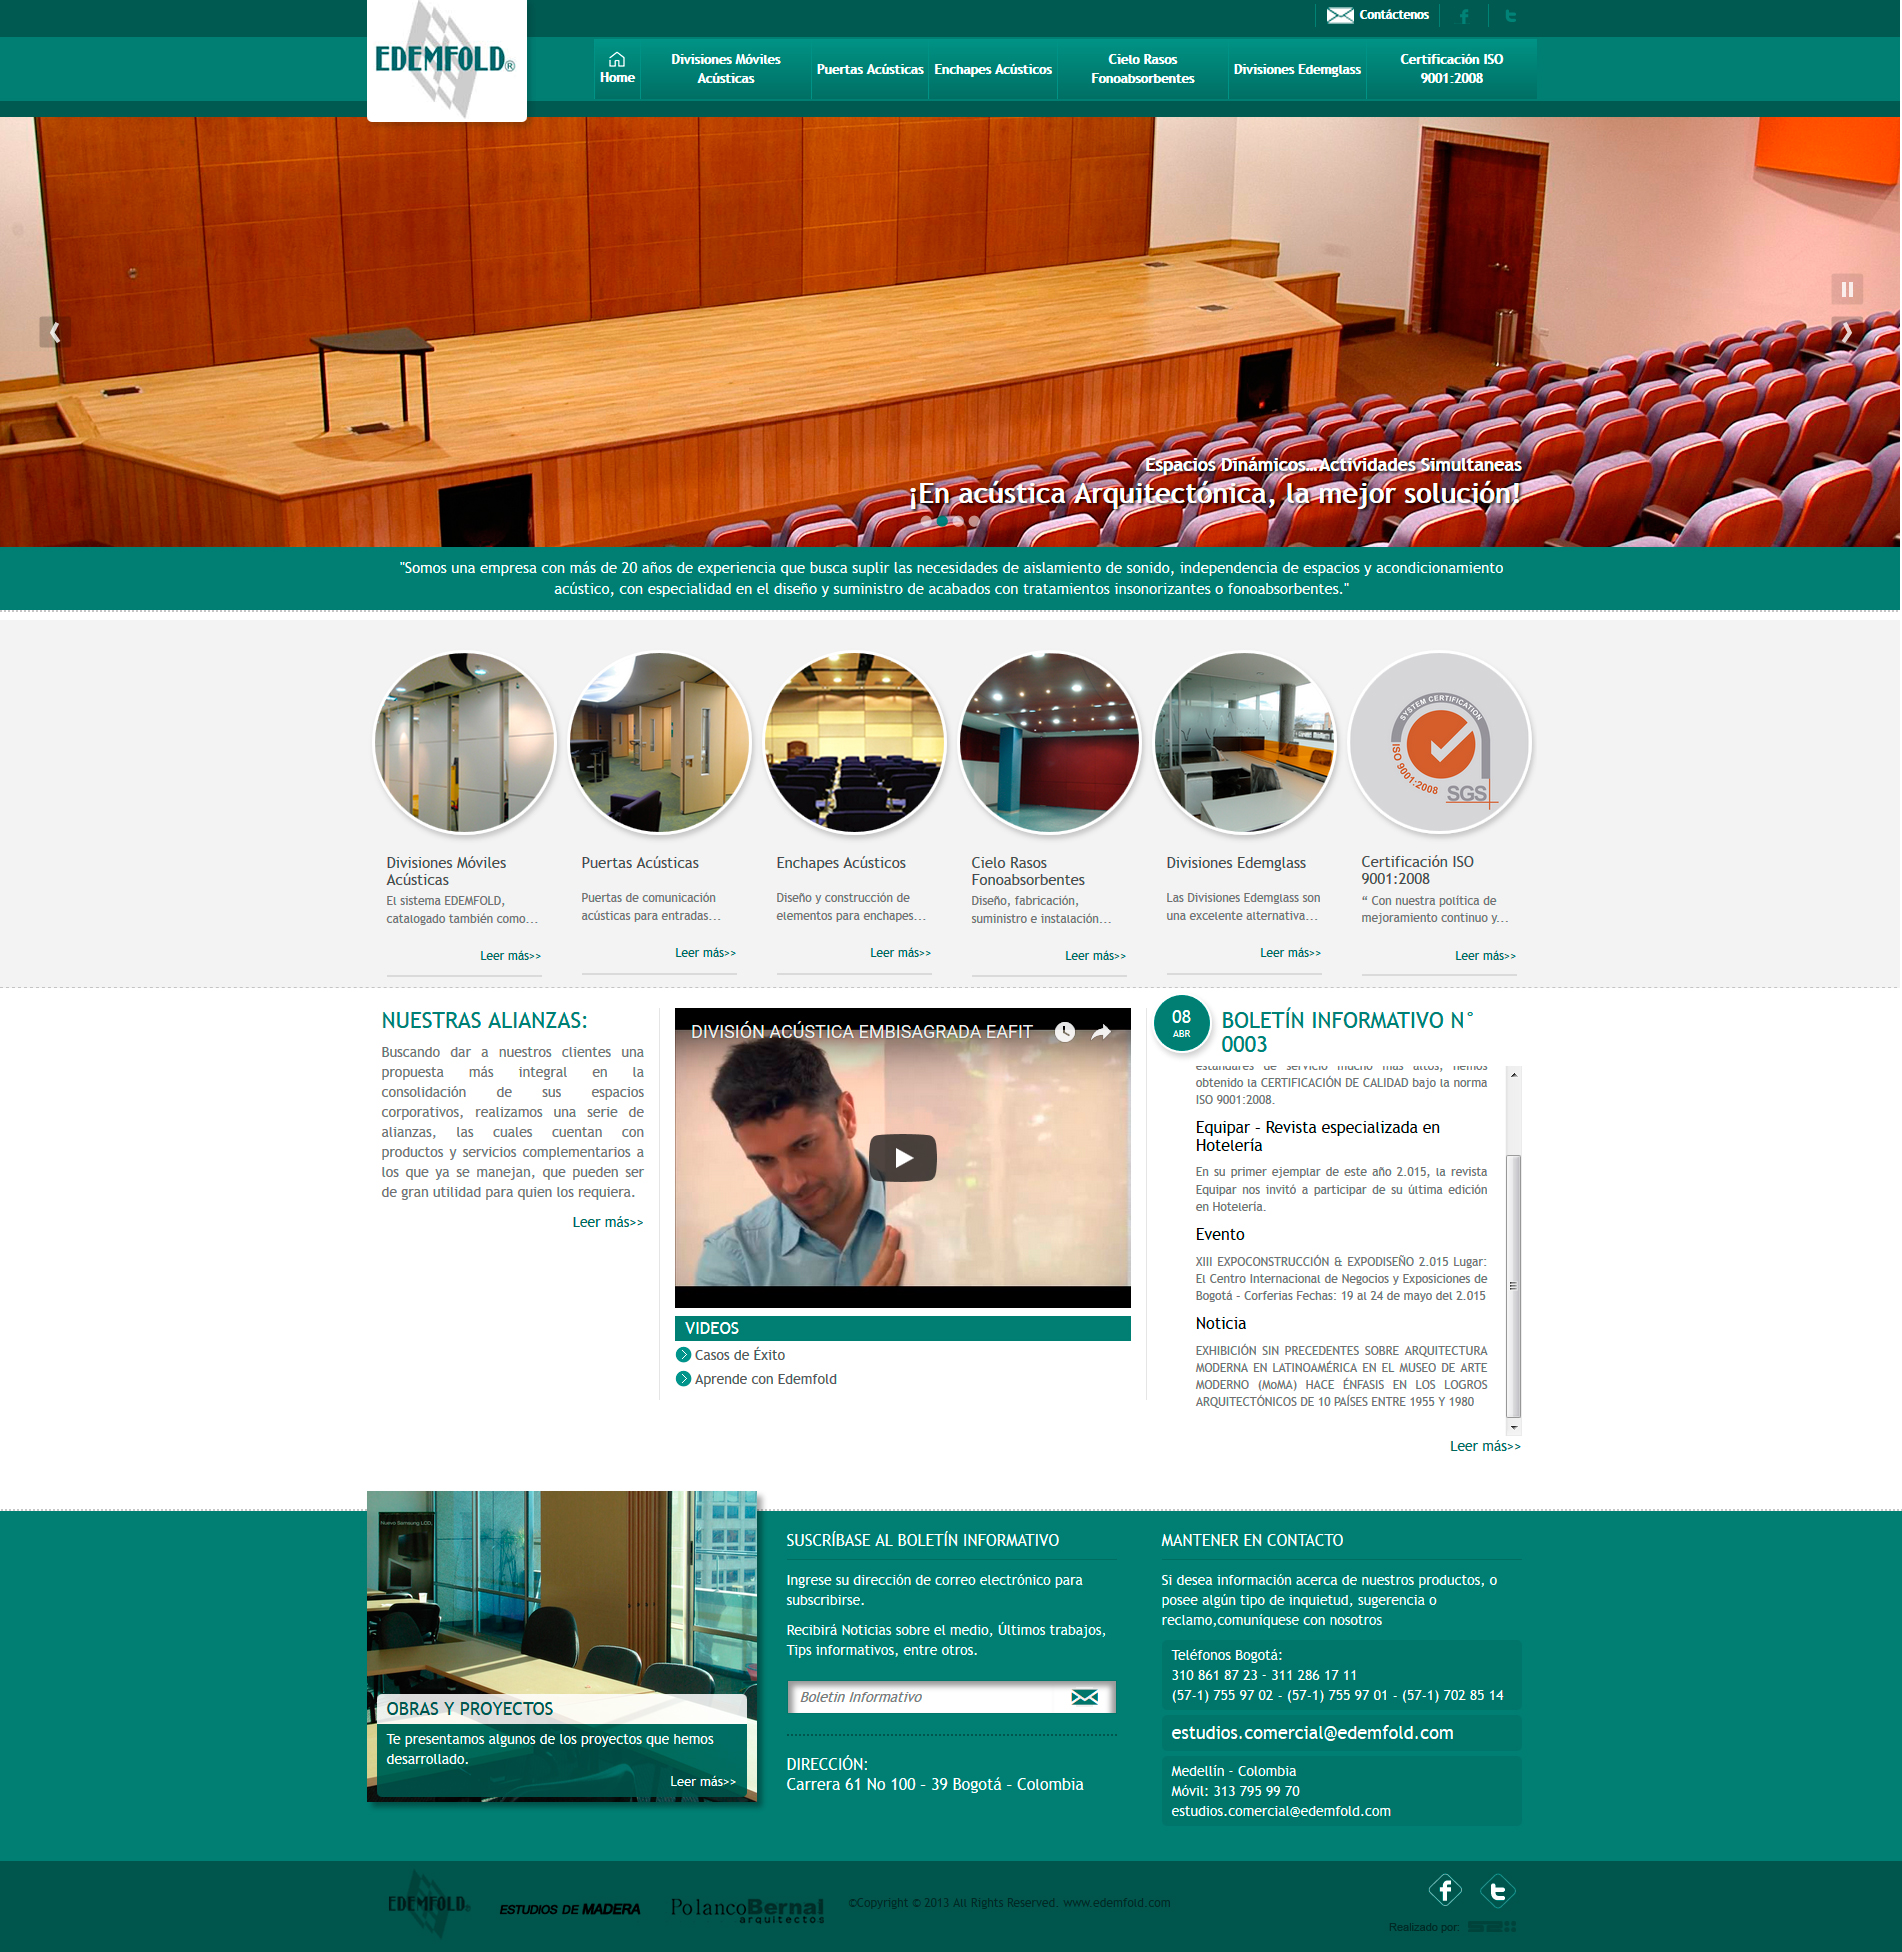 EDEMFOLD®
Contáctenos
Home
Divisiones Móviles
Acústicas
Puertas Acústicas
Enchapes Acústicos
Cielo Rasos
Fonoabsorbentes
Divisiones Edemglass
Certificación ISO
9001:2008
Espacios Dinámicos...Actividades Simultaneas
¡En acústica Arquitectónica, la mejor solución!
"Somos una empresa con más de 20 años de experiencia que busca suplir las necesidades de aislamiento de sonido, independencia de espacios y acondicionamiento
acústico, con especialidad en el diseño y suministro de acabados con tratamientos insonorizantes o fonoabsorbentes."
SYSTEM CERTIFICATION
ISO 9001:2008
SGS
Divisiones Móviles
Acústicas
El sistema EDEMFOLD,
catalogado también como...
Leer más>>
Puertas Acústicas
Puertas de comunicación
acústicas para entradas...
Leer más>>
Enchapes Acústicos
Diseño y construcción de
elementos para enchapes...
Leer más>>
Cielo Rasos
Fonoabsorbentes
Diseño, fabricación,
suministro e instalación...
Leer más>>
Divisiones Edemglass
Las Divisiones Edemglass son
una excelente alternativa...
Leer más>>
Certificación ISO
9001:2008
“ Con nuestra política de
mejoramiento continuo y...
Leer más>>
NUESTRAS ALIANZAS:
Buscando dar a nuestros clientes una
propuesta más integral en la
consolidación de sus espacios
corporativos, realizamos una serie de
alianzas, las cuales cuentan con
productos y servicios complementarios a
los que ya se manejan, que pueden ser
de gran utilidad para quien los requiera.
Leer más>>
DIVISIÓN ACÚSTICA EMBISAGRADA EAFIT
VIDEOS
Casos de Éxito
Aprende con Edemfold
08
ABR
BOLETÍN INFORMATIVO N°
0003
estándares de servicio mucho más altos, hemos
obtenido la CERTIFICACIÓN DE CALIDAD bajo la norma
ISO 9001:2008.
Equipar – Revista especializada en
Hotelería
En su primer ejemplar de este año 2.015, la revista
Equipar nos invitó a participar de su última edición
en Hotelería.
Evento
XIII EXPOCONSTRUCCIÓN & EXPODISEÑO 2.015 Lugar:
El Centro Internacional de Negocios y Exposiciones de
Bogotá – Corferias Fechas: 19 al 24 de mayo del 2.015
Noticia
EXHIBICIÓN SIN PRECEDENTES SOBRE ARQUITECTURA
MODERNA EN LATINOAMÉRICA EN EL MUSEO DE ARTE
MODERNO (MoMA) HACE ÉNFASIS EN LOS LOGROS
ARQUITECTÓNICOS DE 10 PAÍSES ENTRE 1955 Y 1980
Leer más>>
Nuevo Samsung LCD,
OBRAS Y PROYECTOS
Te presentamos algunos de los proyectos que hemos
desarrollado.
Leer más>>
SUSCRÍBASE AL BOLETÍN INFORMATIVO
Ingrese su dirección de correo electrónico para
subscribirse.
Recibirá Noticias sobre el medio, Últimos trabajos,
Tips informativos, entre otros.
Boletin Informativo
DIRECCIÓN:
Carrera 61 No 100 – 39 Bogotá – Colombia
MANTENER EN CONTACTO
Si desea información acerca de nuestros productos, o
posee algún tipo de inquietud, sugerencia o
reclamo,comuníquese con nosotros
Teléfonos Bogotá:
310 861 87 23 - 311 286 17 11
(57-1) 755 97 02 - (57-1) 755 97 01 - (57-1) 702 85 14
estudios.comercial@edemfold.com
Medellín – Colombia
Móvil: 313 795 99 70
estudios.comercial@edemfold.com
EDEMFOLD®
ESTUDIOS DE MADERA
PolancoBernal
arquitectos
©Copyright © 2013 All Rights Reserved. www.edemfold.com
Realizado por: